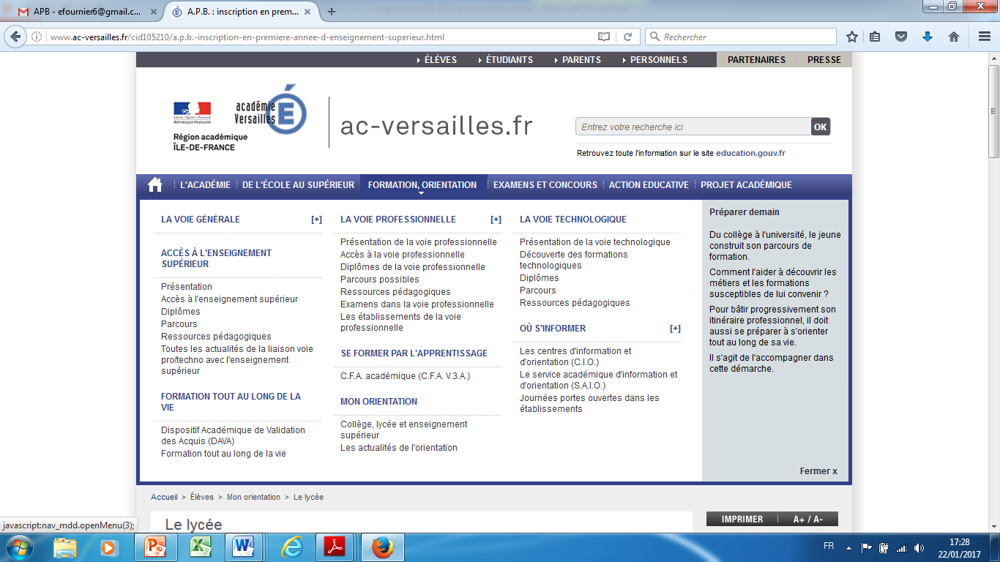 APB - efournier6@gmail.c...
A.P.B. : inscription en prem...
www.ac-versailles.fr/cid105210/a.p.b.-inscription-en-premiere-annee-d-enseignement-superieur.html
Rechercher
ÉLÈVES
ÉTUDIANTS
PARENTS
PERSONNELS
PARTENAIRES
PRESSE
Liberté • Égalité • Fraternité
RÉPUBLIQUE FRANÇAISE
académie
Versailles
É
Région académique
ÎLE-DE-FRANCE
ac-versailles.fr
Entrez votre recherche ici
OK
Retrouvez toute l'information sur le site education.gouv.fr
L'ACADÉMIE
DE L'ÉCOLE AU SUPÉRIEUR
FORMATION, ORIENTATION
EXAMENS ET CONCOURS
ACTION EDUCATIVE
PROJET ACADÉMIQUE
LA VOIE GÉNÉRALE [+]
ACCÈS À L'ENSEIGNEMENT
SUPÉRIEUR
Présentation
Accès à l'enseignement supérieur
Diplômes
Parcours
Ressources pédagogiques
Toutes les actualités de la liaison voie
pro/techno avec l'enseignement
supérieur
FORMATION TOUT AU LONG DE LA
VIE
Dispositif Académique de Validation
des Acquis (DAVA)
Formation tout au long de la vie
LA VOIE PROFESSIONNELLE [+]
Présentation de la voie professionnelle
Accès à la voie professionnelle
Diplômes de la voie professionnelle
Parcours possibles
Ressources pédagogiques
Examens dans la voie professionnelle
Les établissements de la voie
professionnelle
SE FORMER PAR L'APPRENTISSAGE
C.F.A. académique (C.F.A. V.3.A.)
MON ORIENTATION
Collège, lycée et enseignement
supérieur
Les actualités de l'orientation
LA VOIE TECHNOLOGIQUE
Présentation de la voie technologique
Découverte des formations
technologiques
Diplômes
Parcours
Ressources pédagogiques
OÙ S'INFORMER [+]
Les centres d'information et
d'orientation (C.I.O.)
Le service académique d'information et
d'orientation (S.A.I.O.)
Journées portes ouvertes dans les
établissements
Préparer demain
Du collège à l'université, le jeune
construit son parcours de
formation.
Comment l'aider à découvrir les
métiers et les formations
susceptibles de lui convenir ?
Pour bâtir progressivement son
itinéraire professionnel, il doit
aussi se préparer à s'orienter
tout au long de sa vie.
Il s'agit de l'accompagner dans
cette démarche.
Fermer x
Accueil > Élèves > Mon orientation > Le lycée
Le lycée
IMPRIMER
A+ / A-
javascript:nav_mdd.openMenu(3);
FR
17:28
22/01/2017